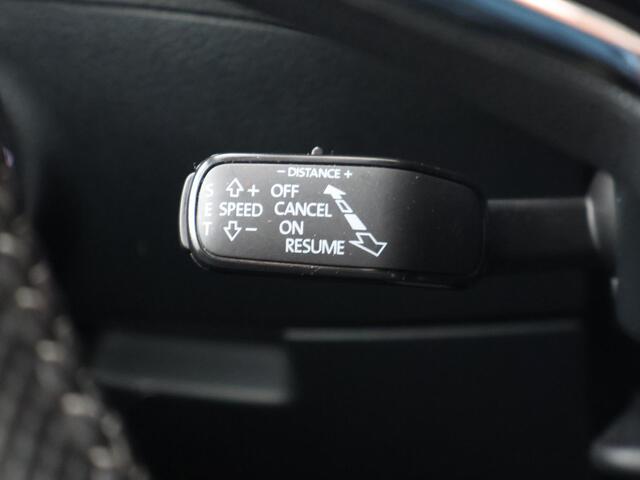 − DISTANCE +
S + OFF
E SPEED CANCEL
T − ON
RESUME